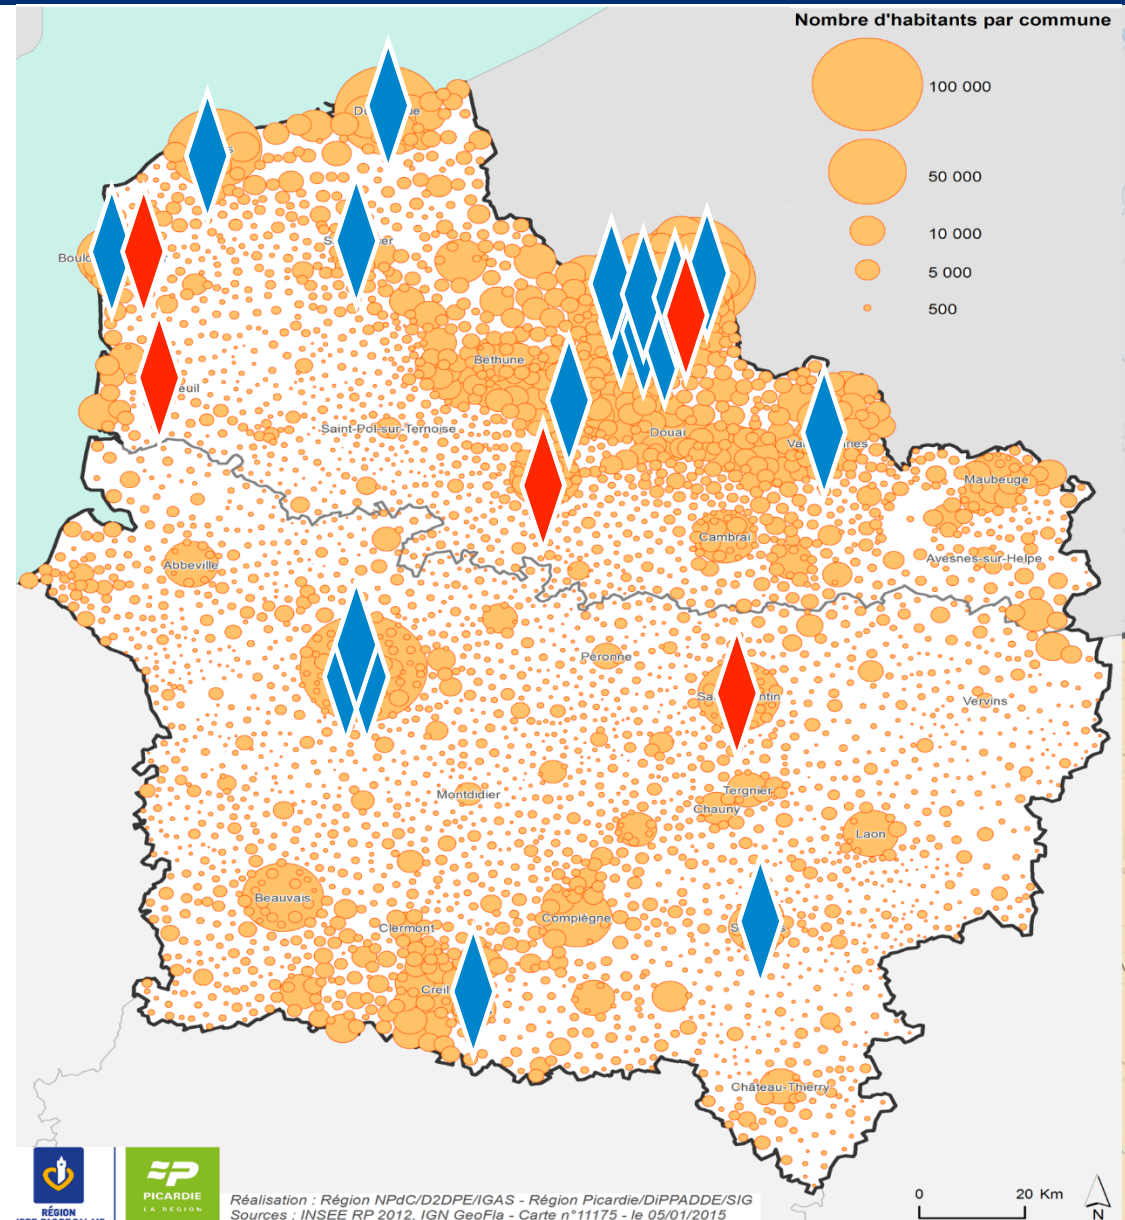 Nombre d'habitants par commune
100 000
50 000
10 000
5 000
500
Béthune
Saint-Pol-sur-Ternoise
Douai
Maubeuge
Cambrai
Avesnes-sur-Helpe
Abbeville
Péronne
Vervins
Montdidier
Tergnier
Chauny
Laon
Beauvais
Clermont
Compiègne
Creil
Château-Thierry
PICARDIE
LA RÉGION
RÉGION
Réalisation : Région NPdC/D2DPE/IGAS - Région Picardie/DiPPADDE/SIG
Sources : INSEE RP 2012, IGN GeoFla - Carte n°11175 - le 05/01/2015
0 20 Km
N